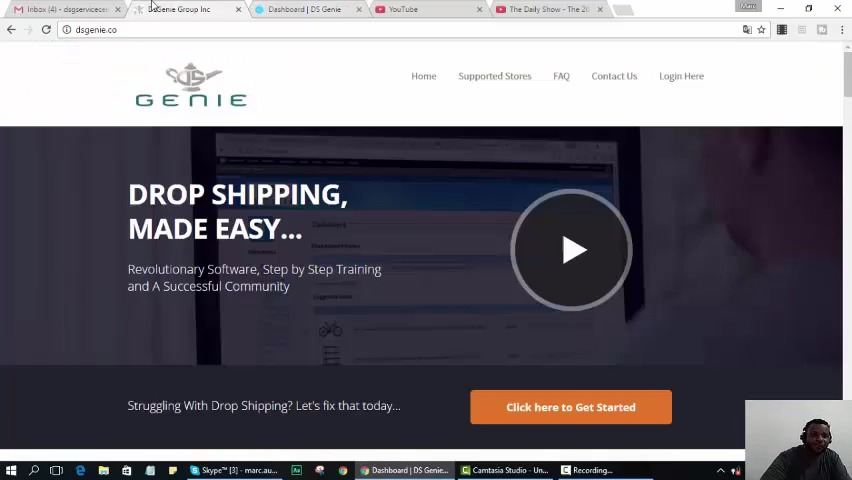 Inbox (4) - dsgservices
DsGenie Group Inc
Dashboard | DS Genie
YouTube
The Daily Show - The 20
Marc
dsgenie.co
DS
GENIE
Home
Supported Stores
FAQ
Contact Us
Login Here
DROP SHIPPING,
MADE EASY...
Revolutionary Software, Step by Step Training
and A Successful Community
Struggling With Drop Shipping? Let's fix that today...
Click here to Get Started
Skype™ [3] - marc.au...
Dashboard | DS Genie...
Camtasia Studio - Un...
Recording...